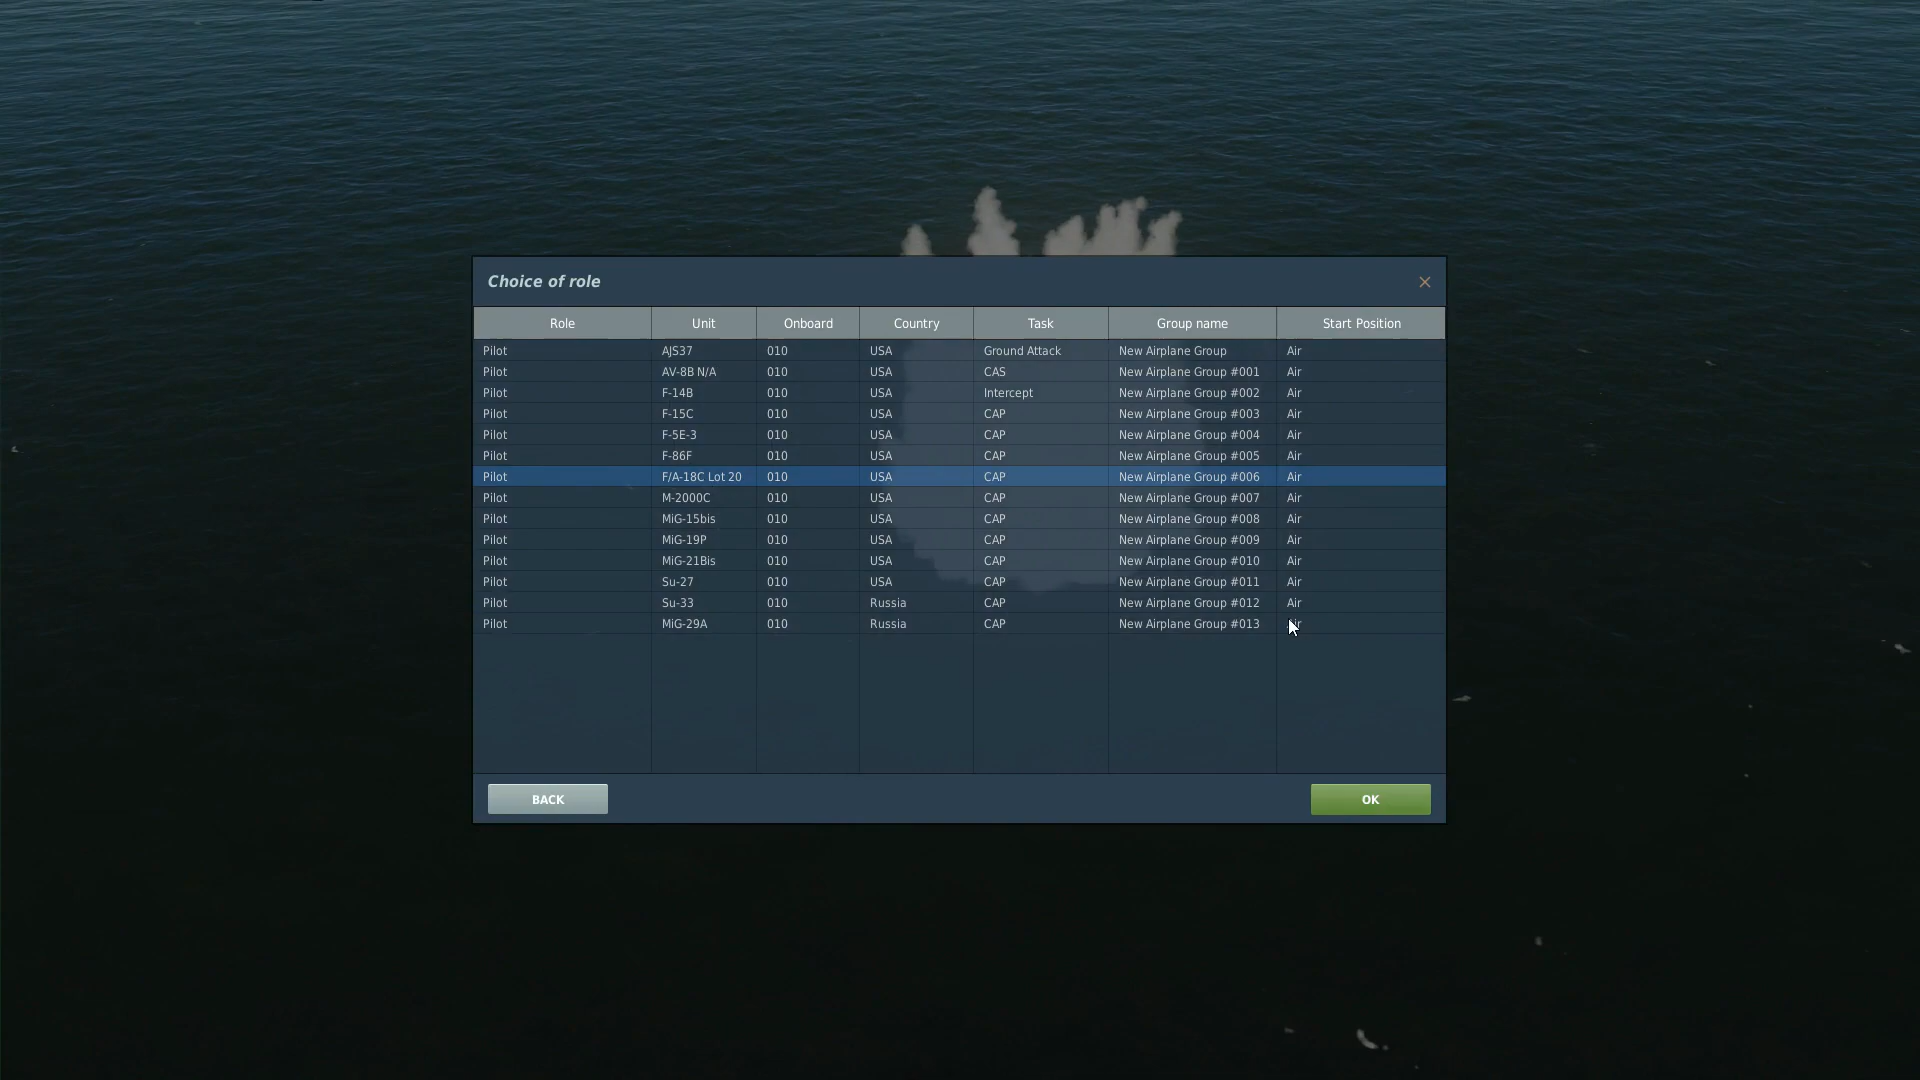 Choice of role
Role Unit Onboard Country Task Group name Start Position
Pilot AJS37 010 USA Ground Attack New Airplane Group Air
Pilot AV-8B N/A 010 USA CAS New Airplane Group #001 Air
Pilot F-14B 010 USA Intercept New Airplane Group #002 Air
Pilot F-15C 010 USA CAP New Airplane Group #003 Air
Pilot F-5E-3 010 USA CAP New Airplane Group #004 Air
Pilot F-86F 010 USA CAP New Airplane Group #005 Air
Pilot F/A-18C Lot 20 010 USA CAP New Airplane Group #006 Air
Pilot M-2000C 010 USA CAP New Airplane Group #007 Air
Pilot MiG-15bis 010 USA CAP New Airplane Group #008 Air
Pilot MiG-19P 010 USA CAP New Airplane Group #009 Air
Pilot MiG-21Bis 010 USA CAP New Airplane Group #010 Air
Pilot Su-27 010 USA CAP New Airplane Group #011 Air
Pilot Su-33 010 Russia CAP New Airplane Group #012 Air
Pilot MiG-29A 010 Russia CAP New Airplane Group #013 Air
BACK OK